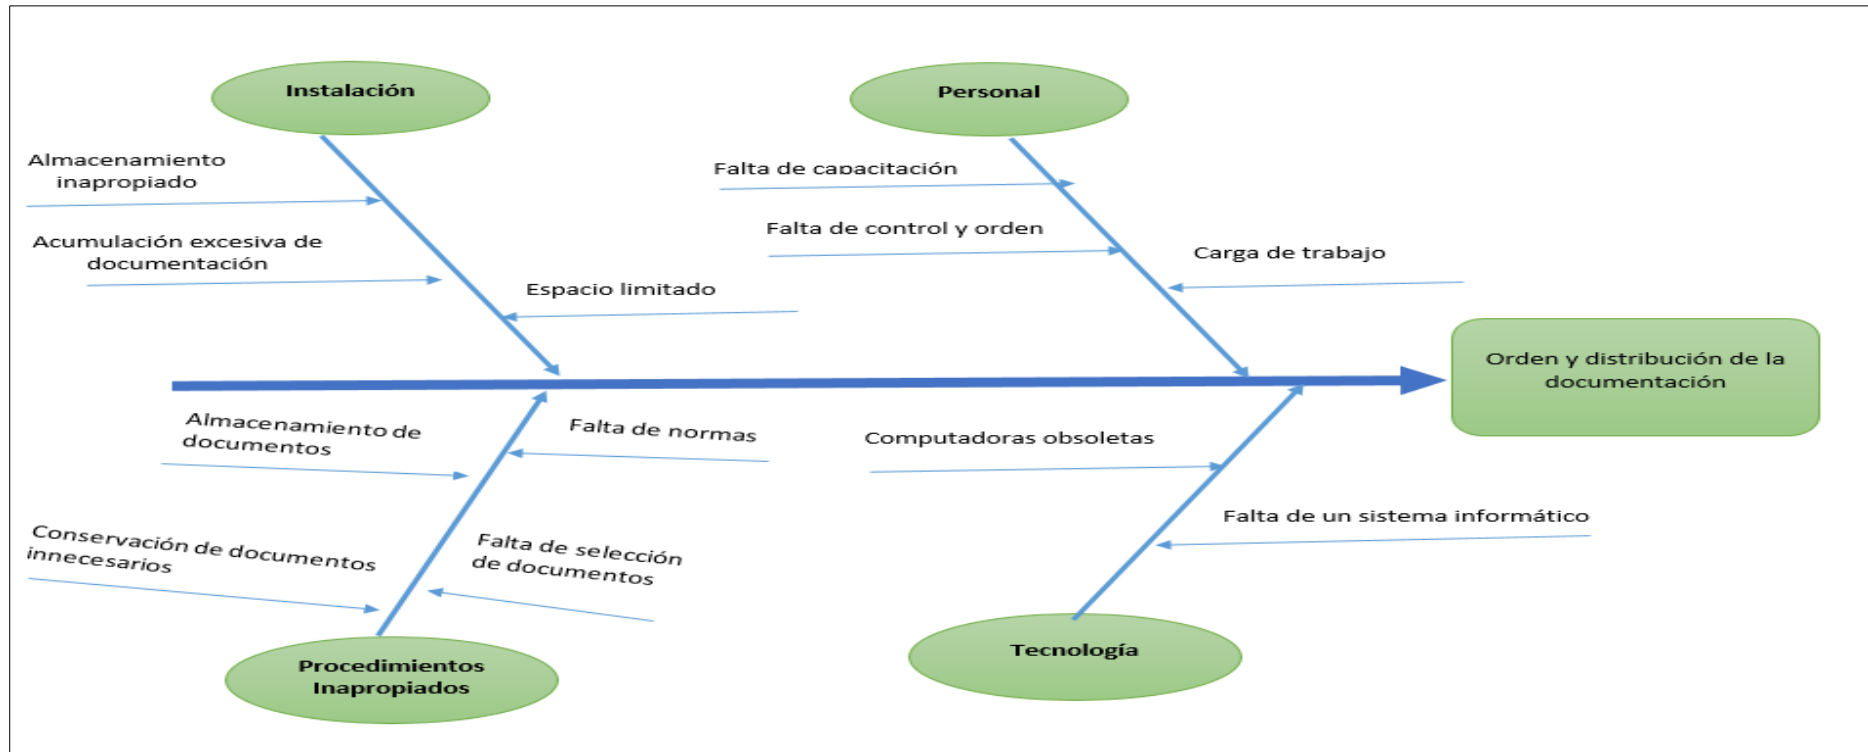 Instalación
Personal
Almacenamiento
inapropiado
Falta de capacitación
Acumulación excesiva de
documentación
Falta de control y orden
Carga de trabajo
Espacio limitado
Orden y distribución de la
documentación
Almacenamiento de
documentos
Falta de normas
Computadoras obsoletas
Conservación de documentos
innecesarios
Falta de selección
de documentos
Falta de un sistema informático
Procedimientos
Inapropiados
Tecnología